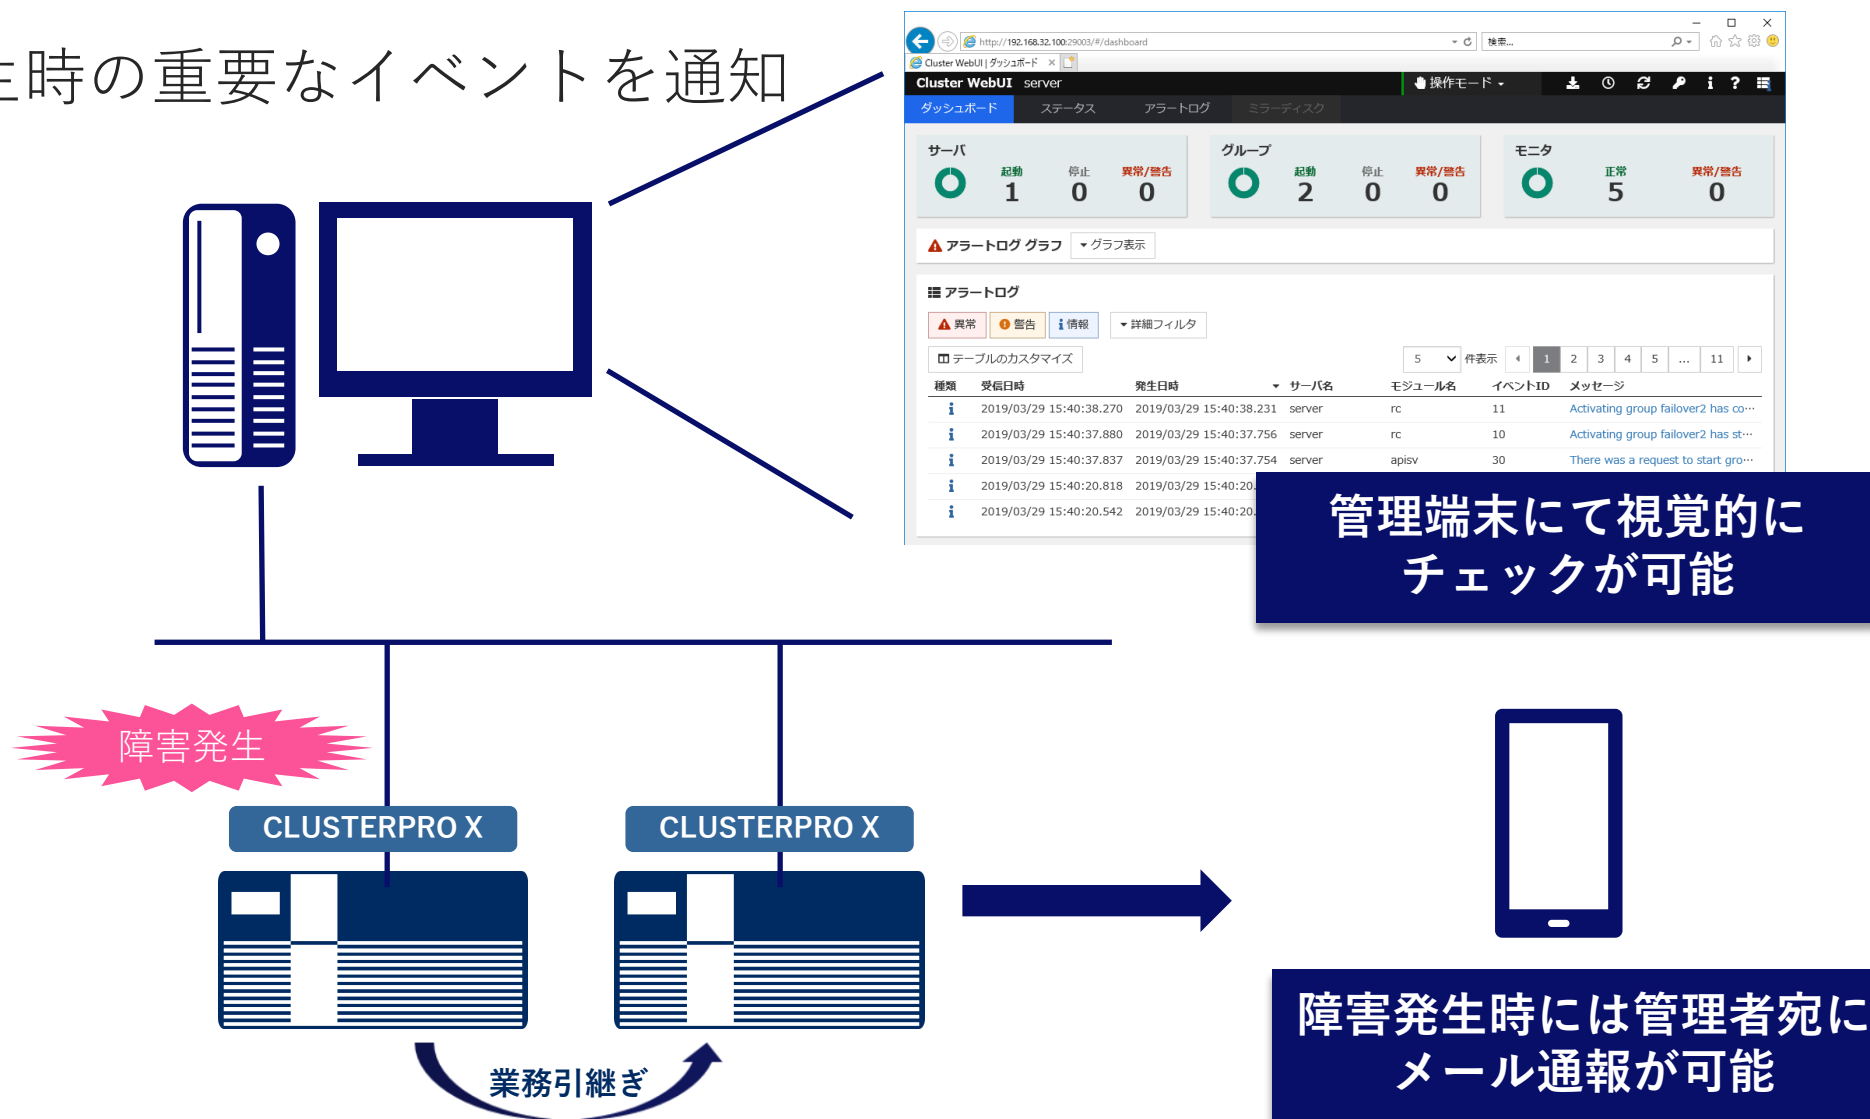 生時の重要なイベントを通知
http://192.168.32.100:29003/#/dashboard
検索...
Cluster WebUI | ダッシュボード
Cluster WebUI server
操作モード
ダッシュボード ステータス アラートログ ミラーディスク
サーバ
起動 停止 異常/警告
1 0 0
グループ
起動 停止 異常/警告
2 0 0
モニタ
正常 異常/警告
5 0
アラートログ グラフ グラフ表示
アラートログ
異常 警告 情報 詳細フィルタ
テーブルのカスタマイズ
5 件表示 1 2 3 4 5 ... 11
種類 受信日時 発生日時 サーバ名 モジュール名 イベントID メッセージ
2019/03/29 15:40:38.270 2019/03/29 15:40:38.231 server rc 11 Activating group failover2 has co…
2019/03/29 15:40:37.880 2019/03/29 15:40:37.756 server rc 10 Activating group failover2 has st…
2019/03/29 15:40:37.837 2019/03/29 15:40:37.754 server apisv 30 There was a request to start gro…
2019/03/29 15:40:20.818 2019/03/29 15:40:20.
2019/03/29 15:40:20.542 2019/03/29 15:40:20.
管理端末にて視覚的に
チェックが可能
障害発生
CLUSTERPRO X
CLUSTERPRO X
業務引継ぎ
障害発生時には管理者宛に
メール通報が可能